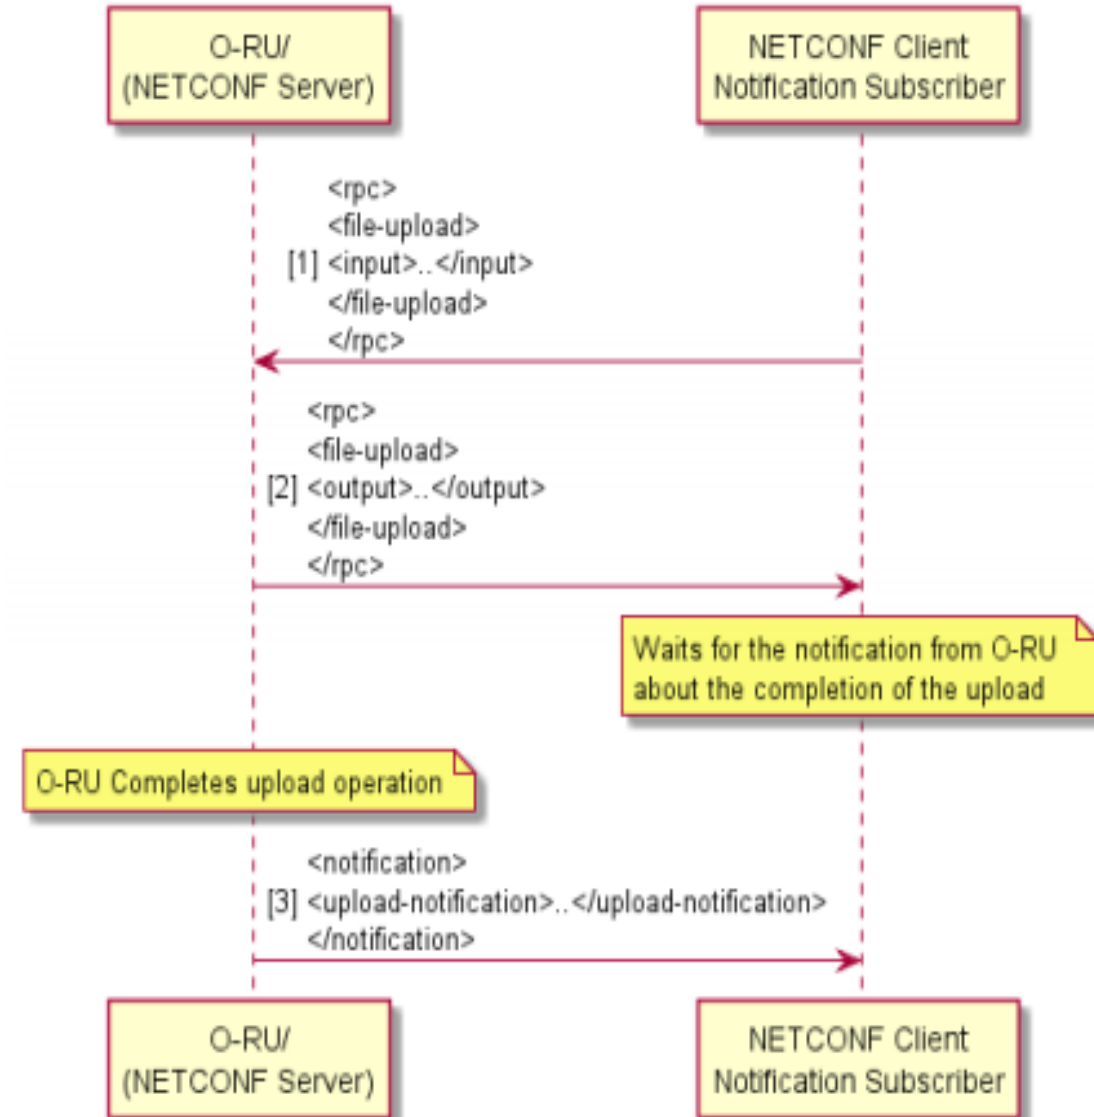 O-RU/
(NETCONF Server)
NETCONF Client
Notification Subscriber
<rpc>
<file-upload>
[1] <input>..</input>
</file-upload>
</rpc>
<rpc>
<file-upload>
[2] <output>..</output>
</file-upload>
</rpc>
Waits for the notification from O-RU
about the completion of the upload
O-RU Completes upload operation
<notification>
[3] <upload-notification>..</upload-notification>
</notification>
O-RU/
(NETCONF Server)
NETCONF Client
Notification Subscriber